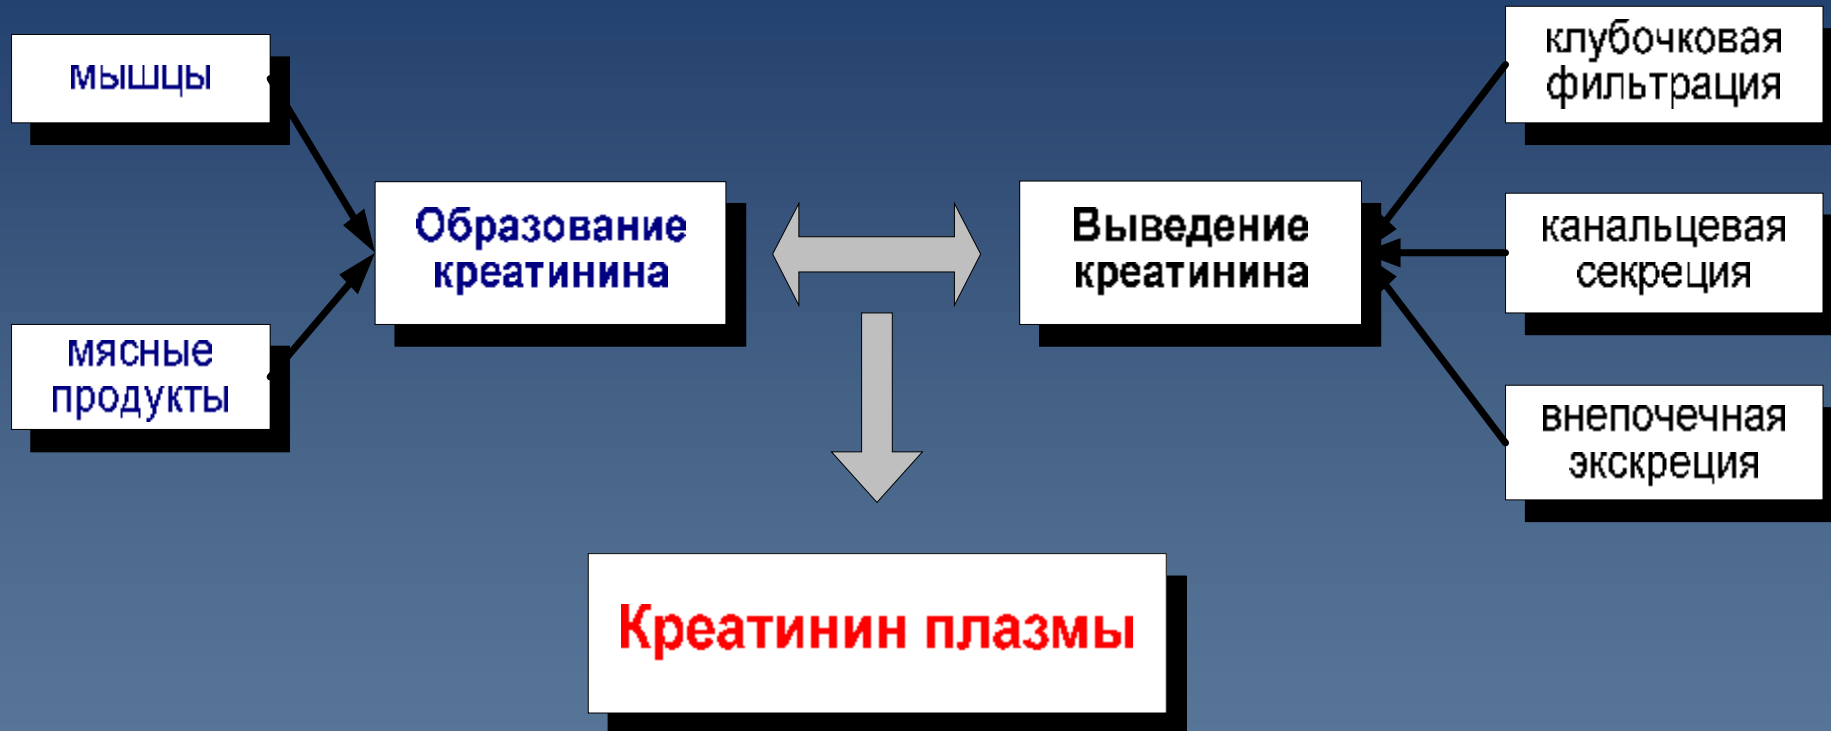 мышцы
мясные
продукты
Образование
креатинина
Выведение
креатинина
клубочковая
фильтрация
канальцевая
секреция
внепочечная
экскреция
Креатинин плазмы